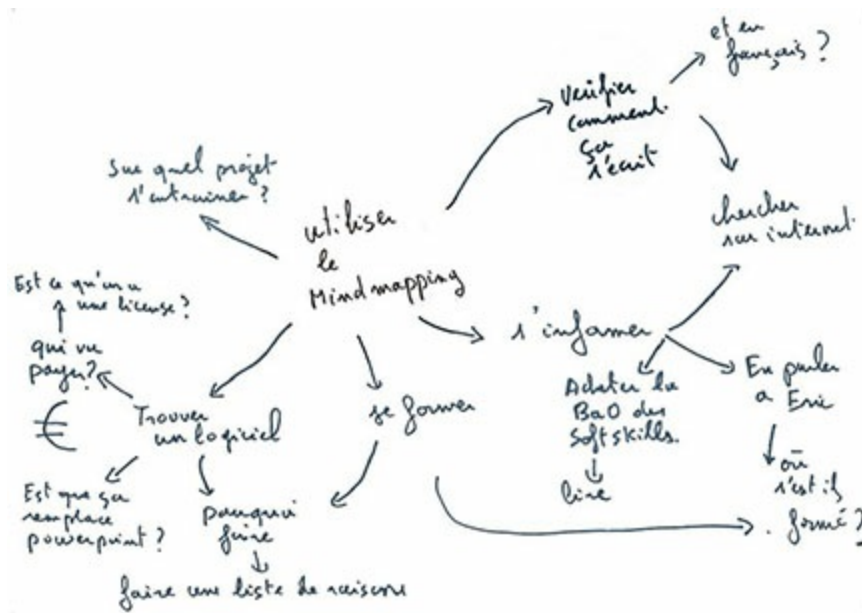 et en
français ?
Vérifier
comment
ça
s'écrit
Sur quel projet
s'entrainer ?
utiliser
le
Mindmapping
chercher
sur internet
Est ce qu'on a
une license ?
qui va
payer ?
€
Trouver
un logiciel
se former
s'informer
Acheter la
BaO des
Soft skills.
lire
En parler
a Eric
où
s'est il
formé ?
Est que ça
remplace
powerpoint ?
pourquoi
faire
faire une liste de raisons